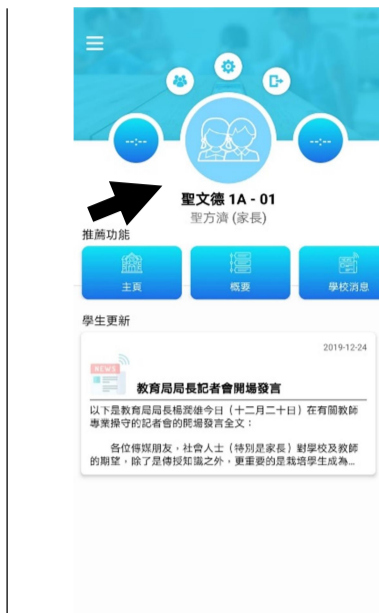 --:--
--:--
聖文德 1A - 01
聖方濟 (家長)
推薦功能
主頁
概要
學校消息
學生更新
2019-12-24
NEWS
教育局局長記者會開場發言
以下是教育局局長楊潤雄今日（十二月二十日）在有關教師
專業操守的記者會的開場發言全文：
各位傳媒朋友，社會人士（特別是家長）對學校及教師
的期望，除了是傳授知識之外，更重要的是栽培學生成為…